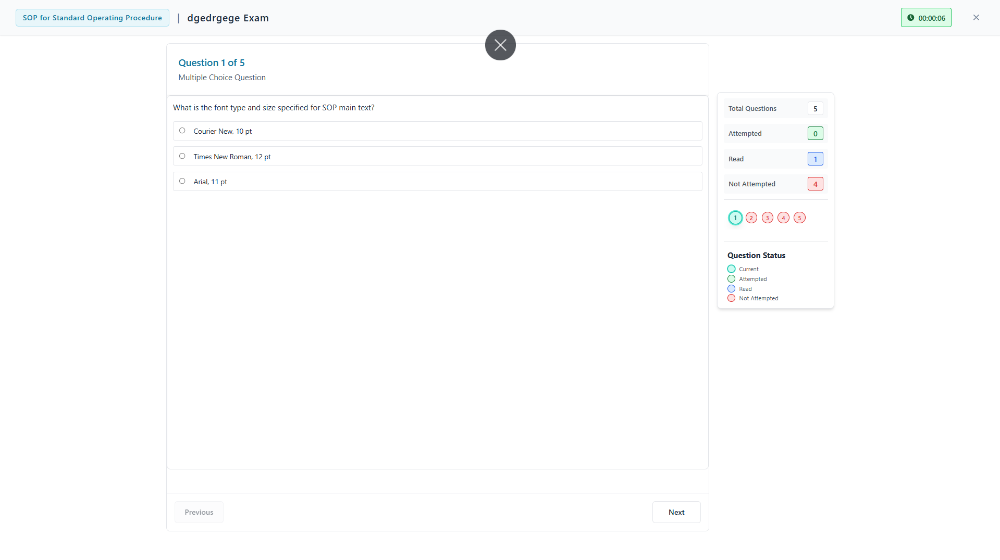 SOP for Standard Operating Procedure | dgedrgege Exam
00:00:06
Question 1 of 5
Multiple Choice Question
What is the font type and size specified for SOP main text?
Courier New, 10 pt
Times New Roman, 12 pt
Arial, 11 pt
Previous
Next
Total Questions 5
Attempted 0
Read 1
Not Attempted 4
1 2 3 4 5
Question Status
Current
Attempted
Read
Not Attempted